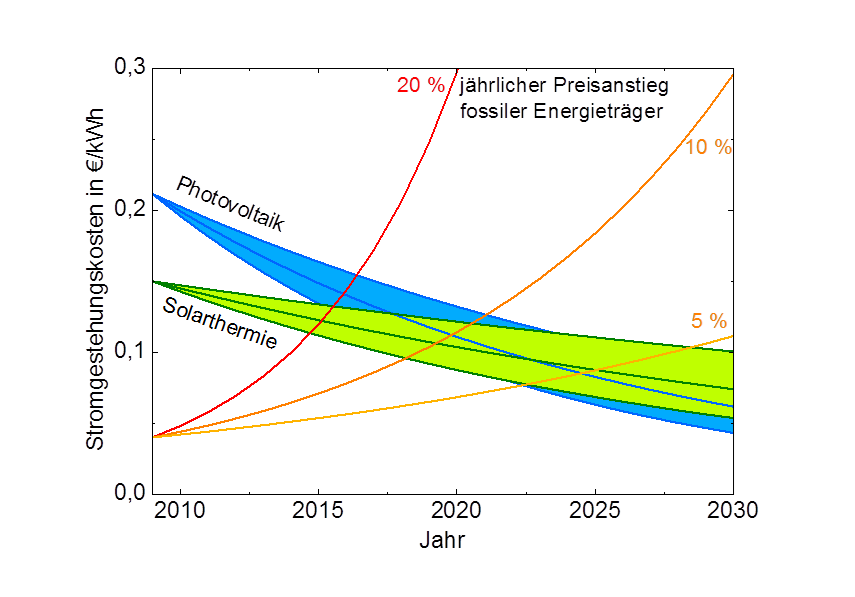 0,3
20 %
jährlicher Preisanstieg
fossiler Energieträger
10 %
Stromgestehungskosten in €/kWh
Photovoltaik
0,2
Solarthermie
5 %
0,1
0,0
2010
2015
2020
2025
2030
Jahr